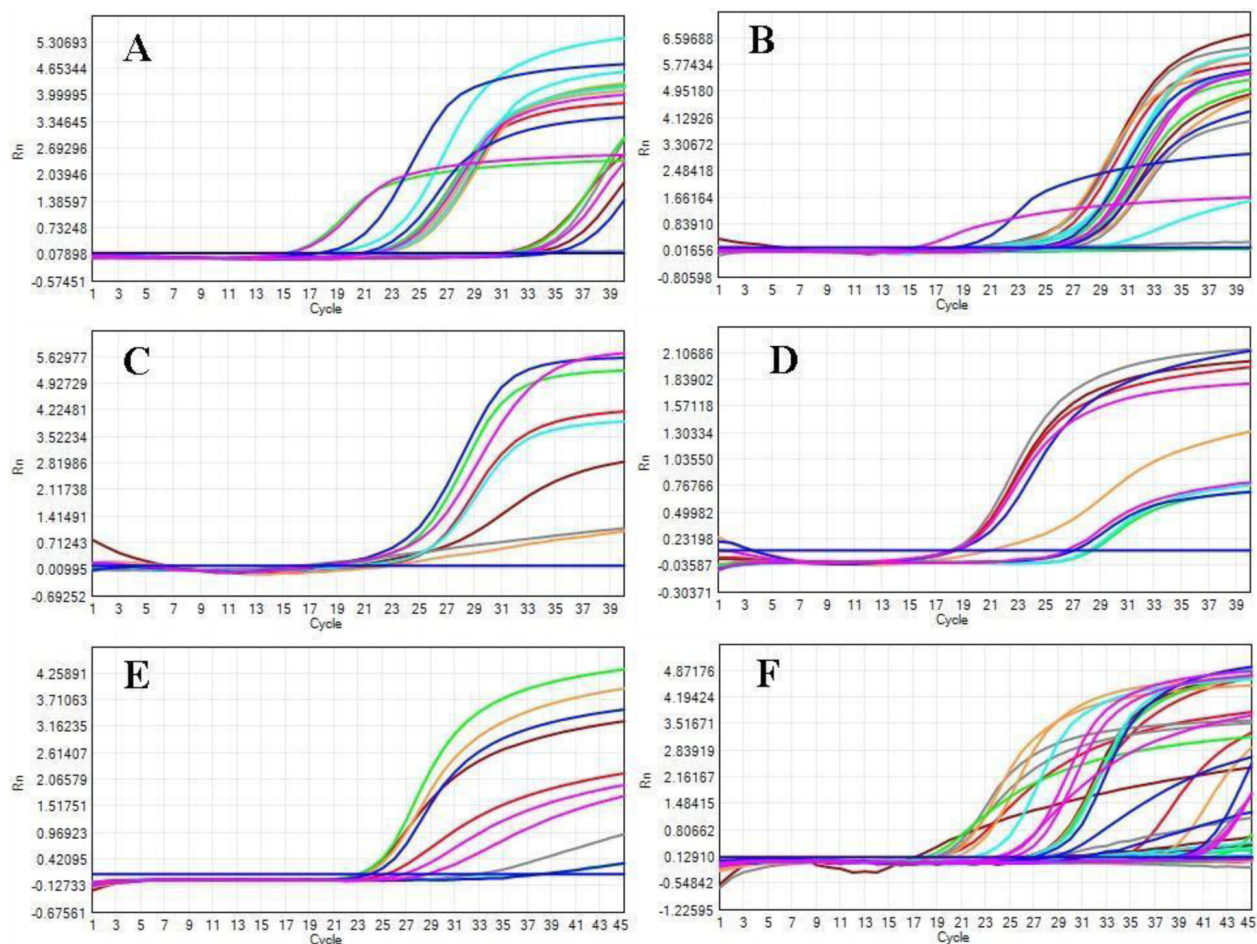 A
5.30693
4.65344
3.99995
3.34645
2.69296
2.03946
1.38597
0.73248
0.07898
-0.57451
Rn
1 3 5 7 9 11 13 15 17 19 21 23 25 27 29 31 33 35 37 39
Cycle
B
6.59688
5.77434
4.95180
4.12926
3.30672
2.48418
1.66164
0.83910
0.01656
-0.80598
Rn
1 3 5 7 9 11 13 15 17 19 21 23 25 27 29 31 33 35 37 39
Cycle
C
5.62977
4.92729
4.22481
3.52234
2.81986
2.11738
1.41491
0.71243
0.00995
-0.69252
Rn
1 3 5 7 9 11 13 15 17 19 21 23 25 27 29 31 33 35 37 39
Cycle
D
2.10686
1.83902
1.57118
1.30334
1.03550
0.76766
0.49982
0.23198
-0.03587
-0.30371
Rn
1 3 5 7 9 11 13 15 17 19 21 23 25 27 29 31 33 35 37 39
Cycle
E
4.25891
3.71063
3.16235
2.61407
2.06579
1.51751
0.96923
0.42095
-0.12733
-0.67561
Rn
1 3 5 7 9 11 13 15 17 19 21 23 25 27 29 31 33 35 37 39 41 43 45
Cycle
F
4.87176
4.19424
3.51671
2.83919
2.16167
1.48415
0.80662
0.12910
-0.54842
-1.22595
Rn
1 3 5 7 9 11 13 15 17 19 21 23 25 27 29 31 33 35 37 39 41 43 45
Cycle